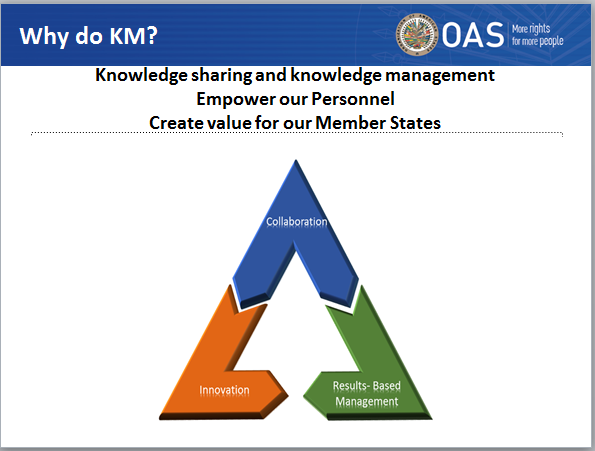 Why do KM?
OAS
More rights
for more people
Knowledge sharing and knowledge management
Empower our Personnel
Create value for our Member States
Collaboration
Innovation
Results- Based
Management